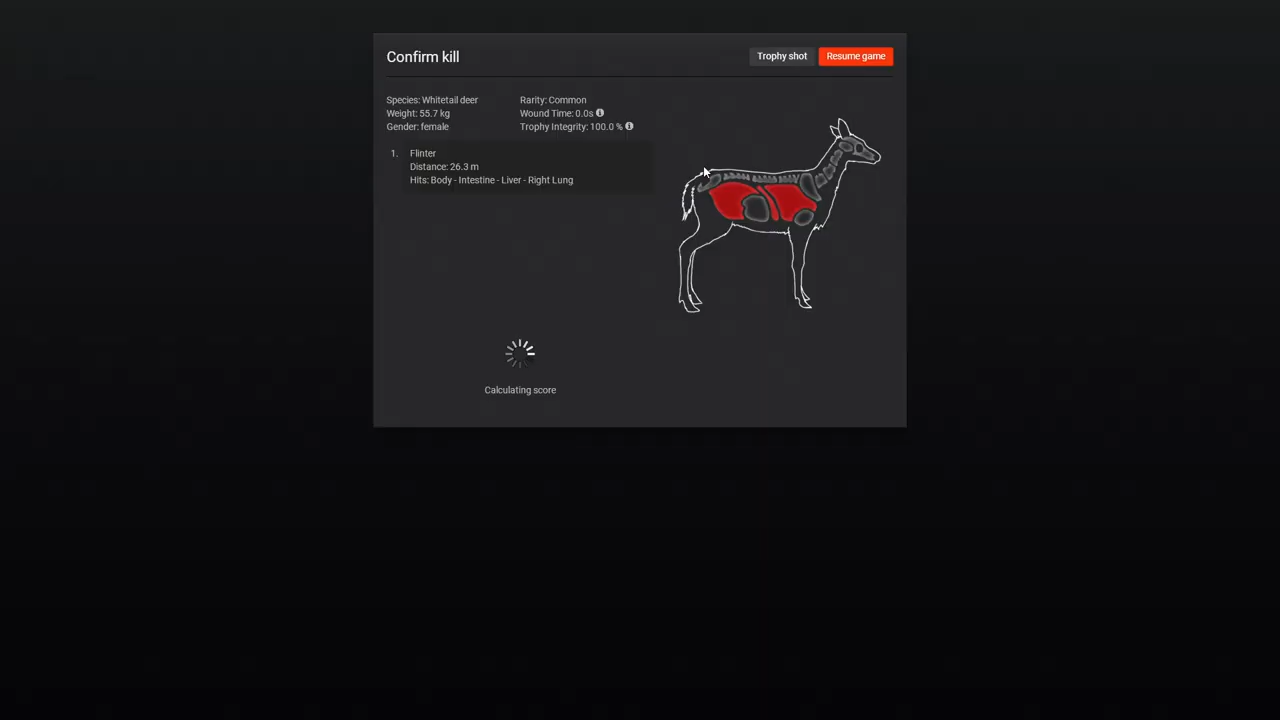 Confirm kill
Trophy shot
Resume game
Species: Whitetail deer
Rarity: Common
Weight: 55.7 kg
Wound Time: 0.0s
Gender: female
Trophy Integrity: 100.0 %
1. Flinter
Distance: 26.3 m
Hits: Body - Intestine - Liver - Right Lung
Calculating score